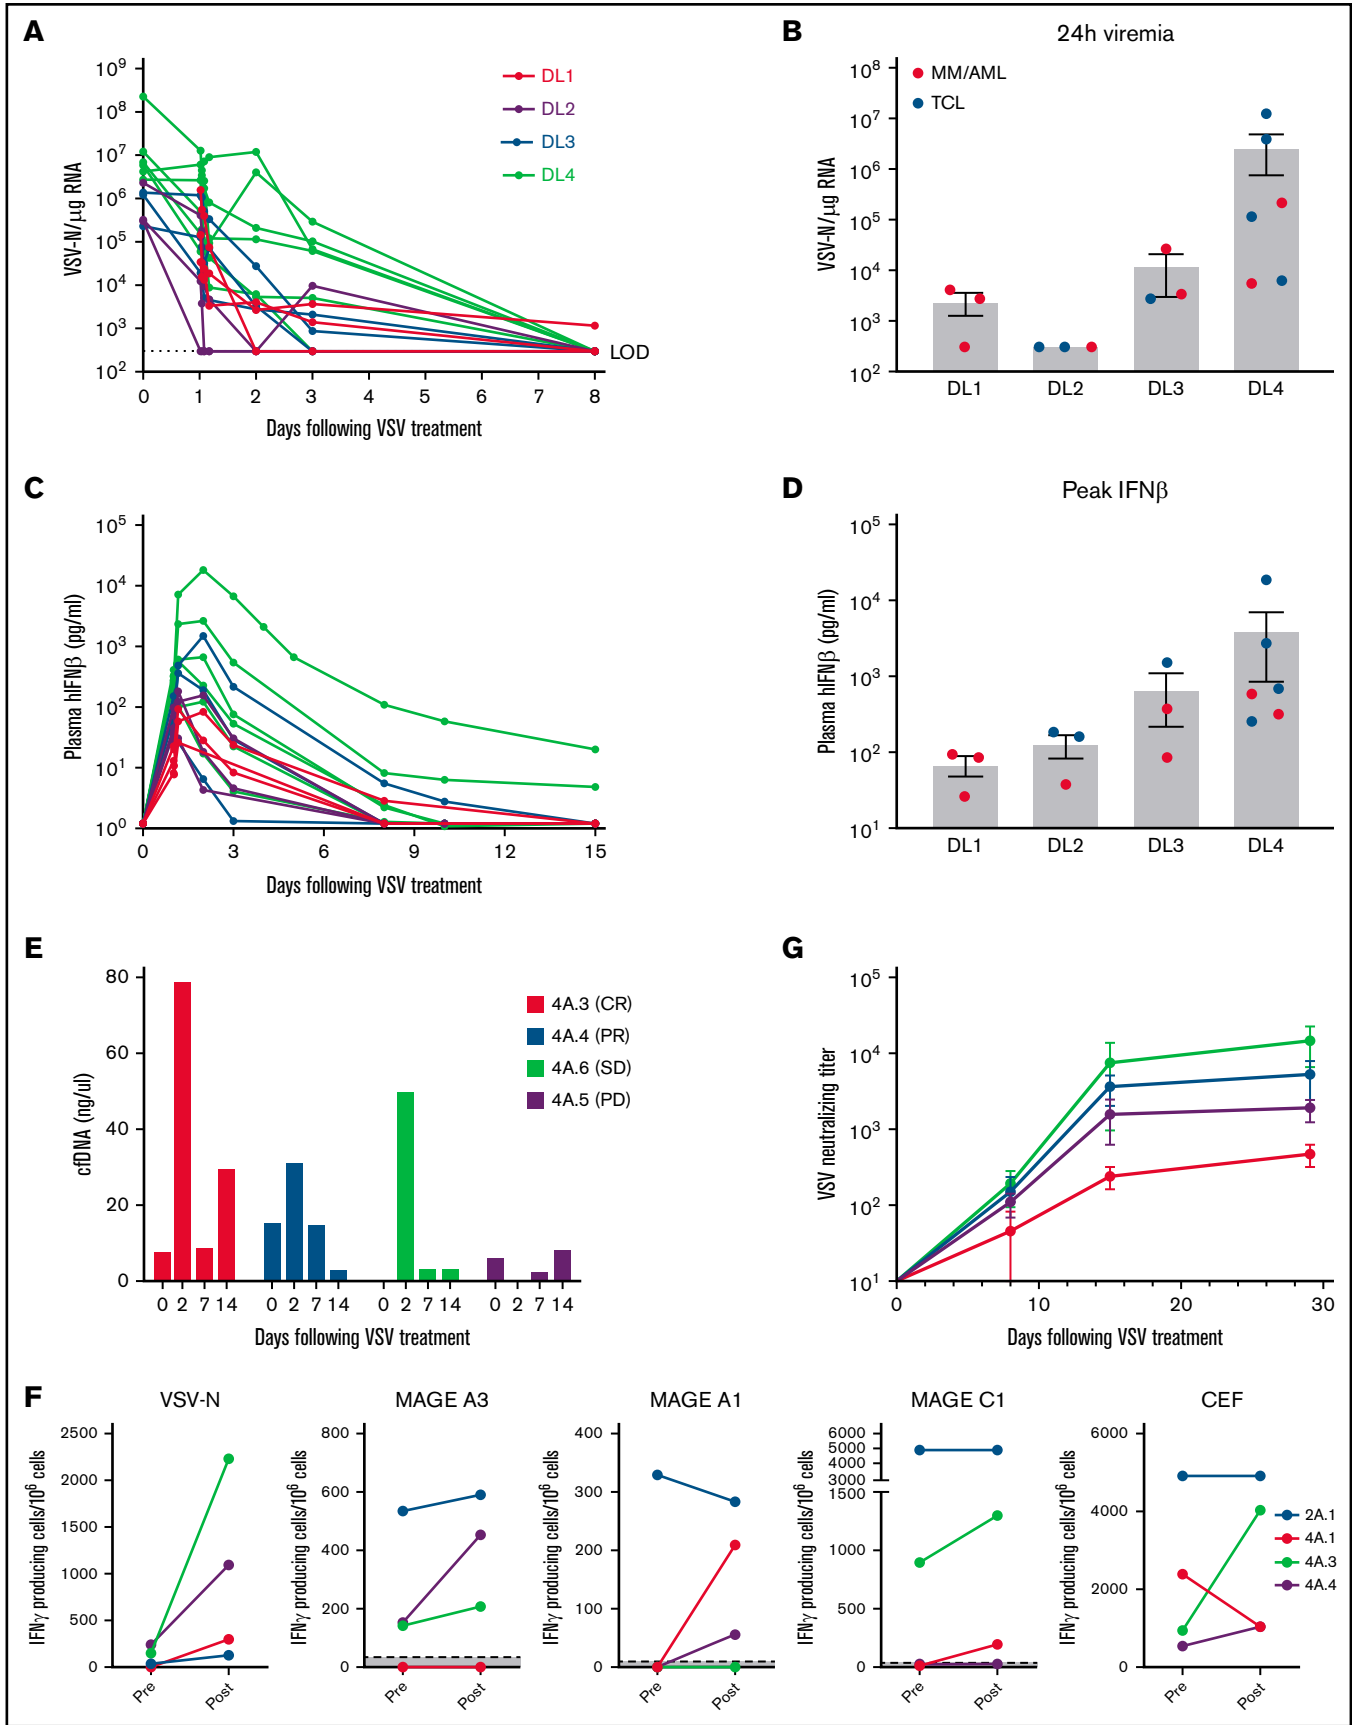 A
VSV-N/µg RNA
10⁹
10⁸
10⁷
10⁶
10⁵
10⁴
10³
10²
0 1 2 3 4 5 6 7 8
Days following VSV treatment
LOD
DL1
DL2
DL3
DL4
B
24h viremia
VSV-N/µg RNA
10⁸
10⁷
10⁶
10⁵
10⁴
10³
10²
MM/AML
TCL
DL1 DL2 DL3 DL4
C
Plasma hIFNβ (pg/ml)
10⁵
10⁴
10³
10²
10¹
10⁰
0 3 6 9 12 15
Days following VSV treatment
D
Peak IFNβ
Plasma hIFNβ (pg/ml)
10⁵
10⁴
10³
10²
10¹
DL1 DL2 DL3 DL4
E
cfDNA (ng/ul)
80
60
40
20
0
0 2 7 14 0 2 7 14 0 2 7 14 0 2 7 14
Days following VSV treatment
4A.3 (CR)
4A.4 (PR)
4A.6 (SD)
4A.5 (PD)
G
VSV neutralizing titer
10⁵
10⁴
10³
10²
10¹
0 10 20 30
Days following VSV treatment
F
VSV-N
IFNγ producing cells/10⁶ cells
2500
2000
1500
1000
500
0
Pre Post
MAGE A3
IFNγ producing cells/10⁶ cells
800
600
400
200
0
Pre Post
MAGE A1
IFNγ producing cells/10⁶ cells
400
300
200
100
0
Pre Post
MAGE C1
IFNγ producing cells/10⁶ cells
6000
5000
4000
3000
1500
1000
500
0
Pre Post
CEF
IFNγ producing cells/10⁶ cells
6000
4000
2000
0
Pre Post
2A.1
4A.1
4A.3
4A.4